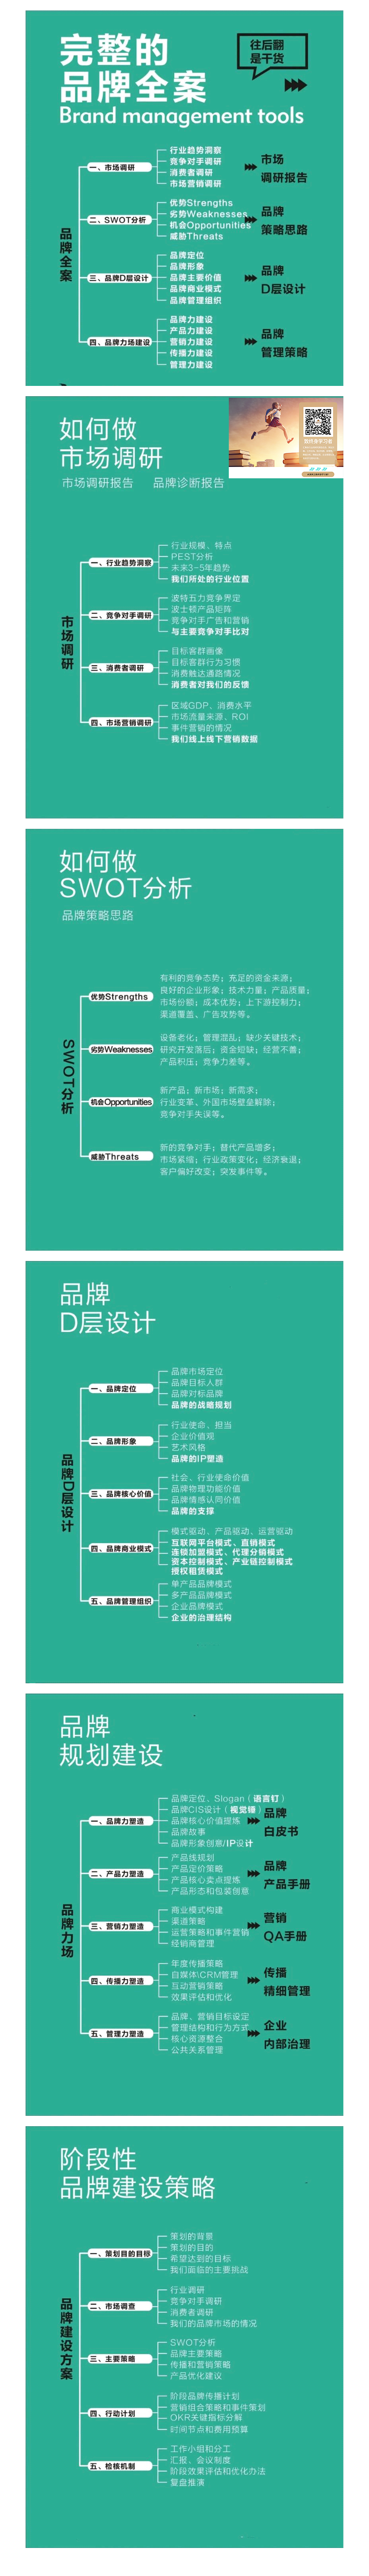 完整的
品牌全案
Brand management tools
往后翻
是干货
品牌全案
一、市场调研
行业趋势洞察
竞争对手调研
消费者调研
市场营销调研
市场
调研报告
二、SWOT分析
优势Strengths
劣势Weaknesses
机会Opportunities
威胁Threats
品牌
策略思路
三、品牌D层设计
品牌定位
品牌形象
品牌主要价值
品牌商业模式
品牌管理组织
品牌
D层设计
四、品牌力场建设
品牌力建设
产品力建设
营销力建设
传播力建设
管理力建设
品牌
管理策略
如何做
市场调研
市场调研报告 品牌诊断报告
市场调研
一、行业趋势洞察
行业规模、特点
PEST分析
未来3-5年趋势
我们所处的行业位置
二、竞争对手调研
波特五力竞争界定
波士顿产品矩阵
竞争对手广告和营销
与主要竞争对手比对
三、消费者调研
目标客群画像
目标客群行为习惯
消费触达通路情况
消费者对我们的反馈
四、市场营销调研
区域GDP、消费水平
市场流量来源、ROI
事件营销的情况
我们线上线下营销数据
如何做
SWOT分析
品牌策略思路
SWOT分析
优势Strengths
有利的竞争态势；充足的资金来源；
良好的企业形象；技术力量；产品质量；
市场份额；成本优势；上下游控制力；
渠道覆盖、广告攻势等。
劣势Weaknesses
设备老化；管理混乱；缺少关键技术；
研究开发落后；资金短缺；经营不善；
产品积压；竞争力差等。
机会Opportunities
新产品；新市场；新需求；
行业变革、外国市场壁垒解除；
竞争对手失误等。
威胁Threats
新的竞争对手；替代产品增多；
市场紧缩；行业政策变化；经济衰退；
客户偏好改变；突发事件等。
品牌
D层设计
品牌D层设计
一、品牌定位
品牌市场定位
品牌目标人群
品牌对标品牌
品牌的战略规划
二、品牌形象
行业使命、担当
企业价值观
艺术风格
品牌的IP塑造
三、品牌核心价值
社会、行业使命价值
品牌物理功能价值
品牌情感认同价值
品牌的支撑
四、品牌商业模式
模式驱动、产品驱动、运营驱动
互联网平台模式、直销模式
连锁加盟模式、代理分销模式
资本控制模式、产业链控制模式
授权租赁模式
五、品牌管理组织
单产品品牌模式
多产品品牌模式
企业品牌模式
企业的治理结构
品牌
规划建设
品牌力场
一、品牌力塑造
品牌定位、Slogan（语言钉）
品牌CIS设计（视觉锤）
品牌核心价值提炼
品牌故事
品牌形象创意/IP设计
品牌
白皮书
二、产品力塑造
产品线规划
产品定价策略
产品核心卖点提炼
产品形态和包装创意
品牌
产品手册
三、营销力塑造
商业模式构建
渠道策略
运营策略和事件营销
经销商管理
营销
QA手册
四、传播力塑造
年度传播策略
自媒体\CRM管理
互动营销策略
效果评估和优化
传播
精细管理
五、管理力塑造
品牌、营销目标设定
管理结构和行为方式
核心资源整合
公共关系管理
企业
内部治理
阶段性
品牌建设策略
品牌建设方案
一、策划目的目标
策划的背景
策划的目的
希望达到的目标
我们面临的主要挑战
二、市场调查
行业调研
竞争对手调研
消费者调研
我们的品牌市场的情况
三、主要策略
SWOT分析
品牌主要策略
传播和营销策略
产品优化建议
四、行动计划
阶段品牌传播计划
营销组合策略和事件策划
OKR关键指标分解
时间节点和费用预算
五、检核机制
工作小组和分工
汇报、会议制度
阶段效果评估和优化办法
复盘推演